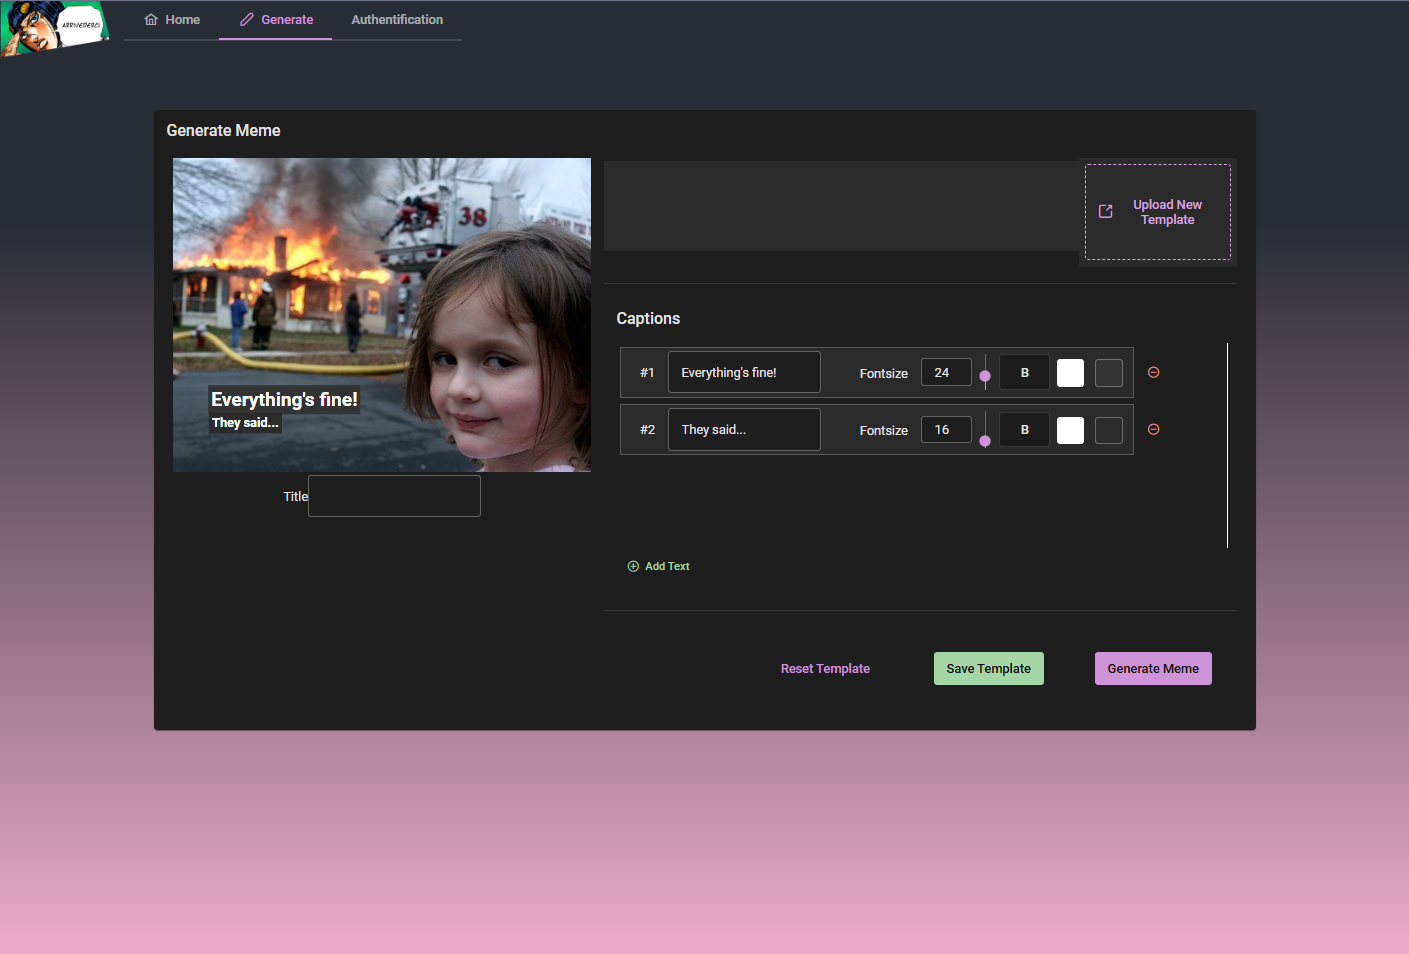 ARRIVEDERCI
Home
Generate
Authentification
Generate Meme
38
Everything's fine!
They said...
Title
Upload New
Template
Captions
#1
Everything's fine!
Fontsize
24
B
#2
They said...
Fontsize
16
B
Add Text
Reset Template
Save Template
Generate Meme